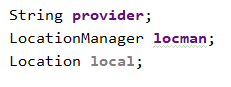 String provider;
LocationManager locman;
Location local;